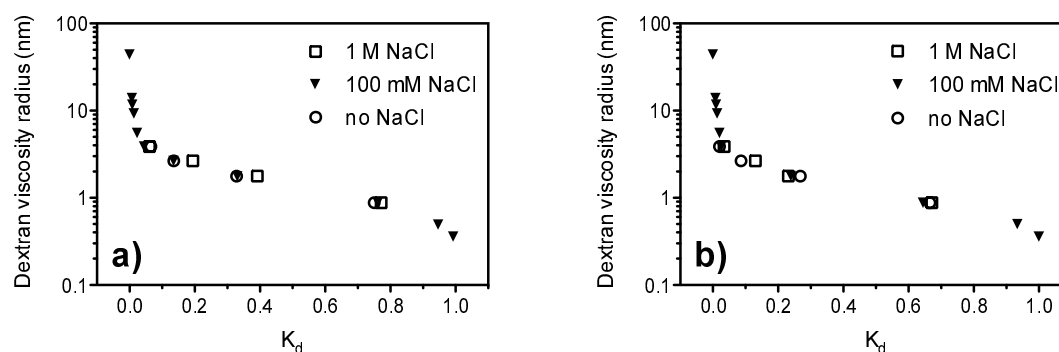 Dextran viscosity radius (nm)
100
10
1
0.1
1 M NaCl
100 mM NaCl
no NaCl
a)
0.0 0.2 0.4 0.6 0.8 1.0
Kd
Dextran viscosity radius (nm)
100
10
1
0.1
1 M NaCl
100 mM NaCl
no NaCl
b)
0.0 0.2 0.4 0.6 0.8 1.0
Kd